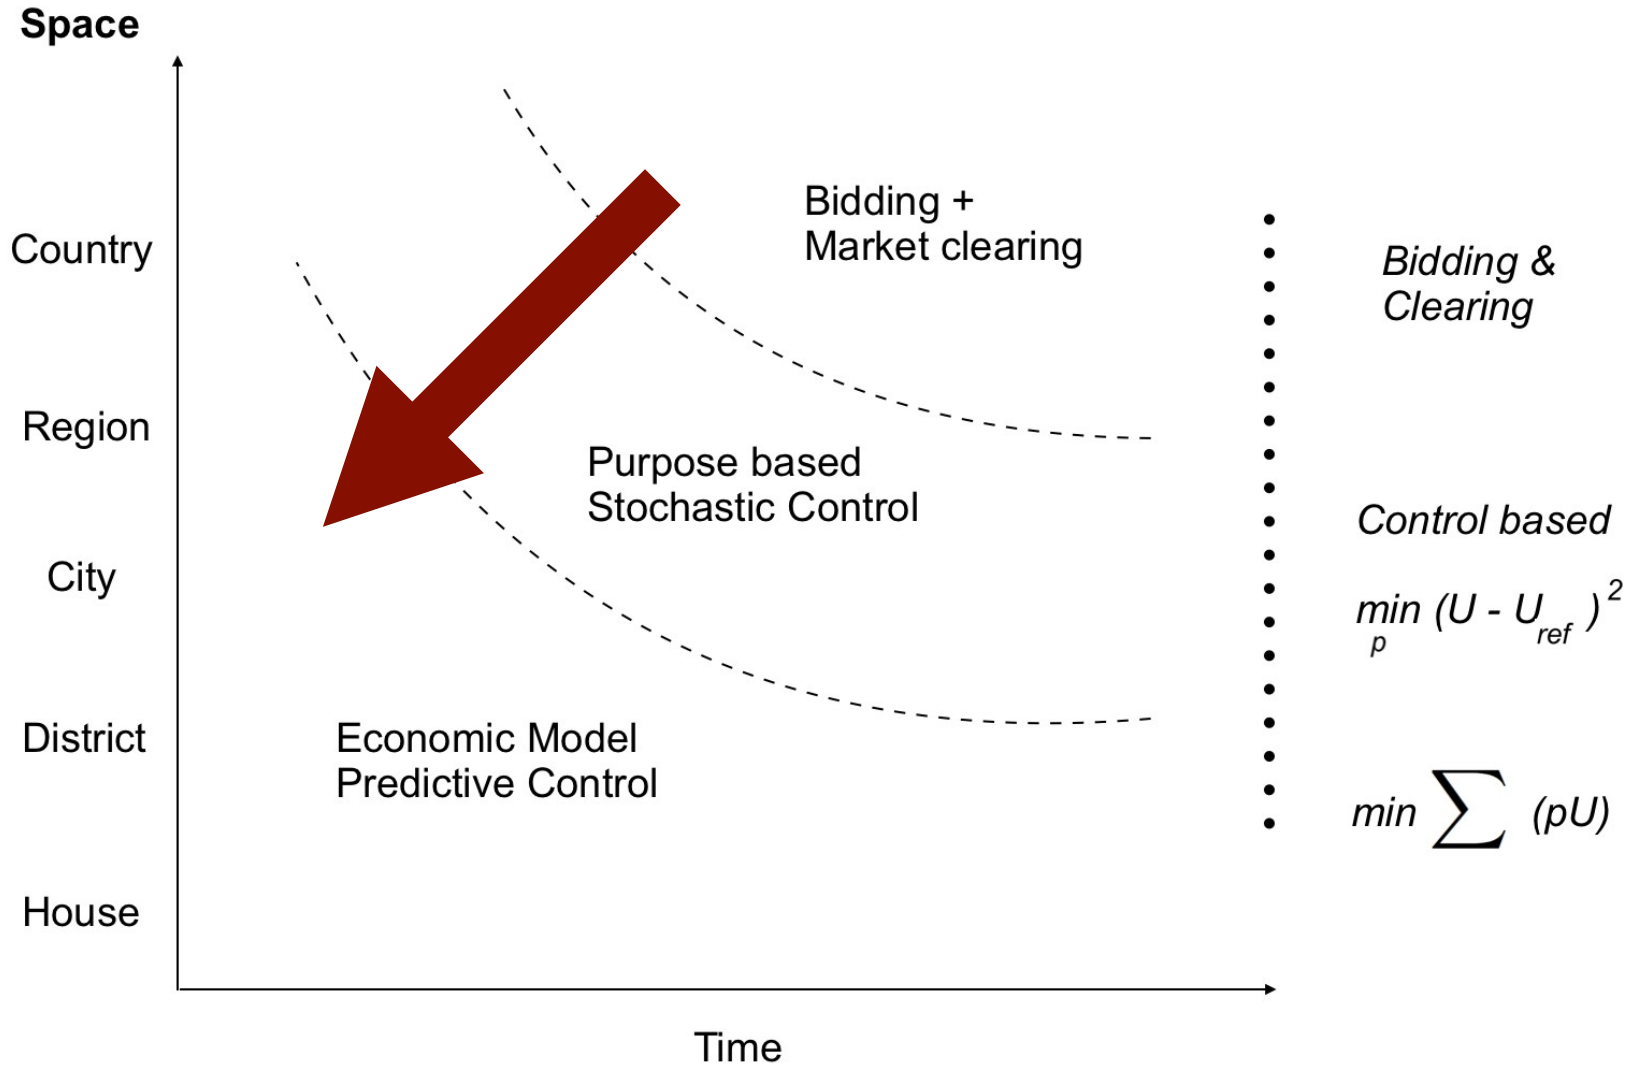 Space
Bidding +
Market clearing
Country
Bidding &
Clearing
Region
Purpose based
Stochastic Control
Control based
City
min (U - U_ref )²
p
District
Economic Model
Predictive Control
min ∑ (pU)
House
Time